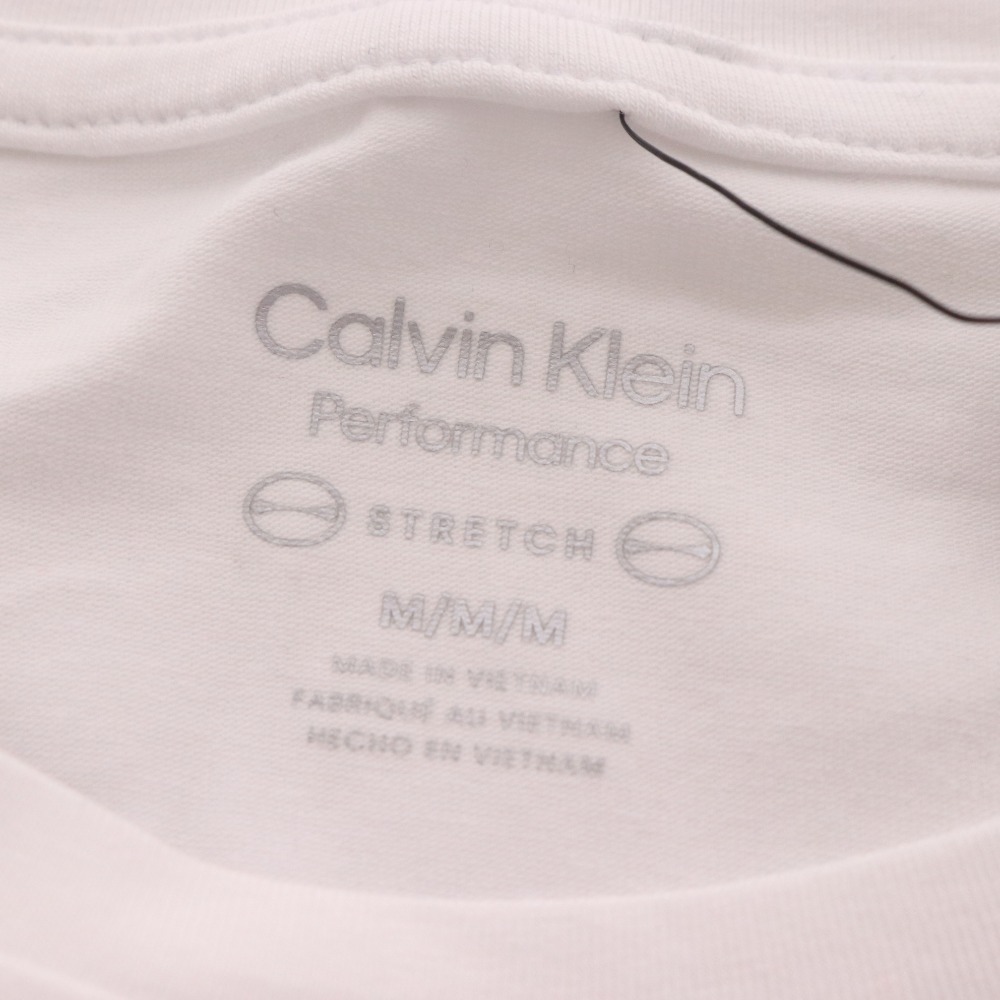 Calvin Klein
Performance
STRETCH
M/M/M
MADE IN VIETNAM
FABRIQUÉ AU VIETNAM
HECHO EN VIETNAM